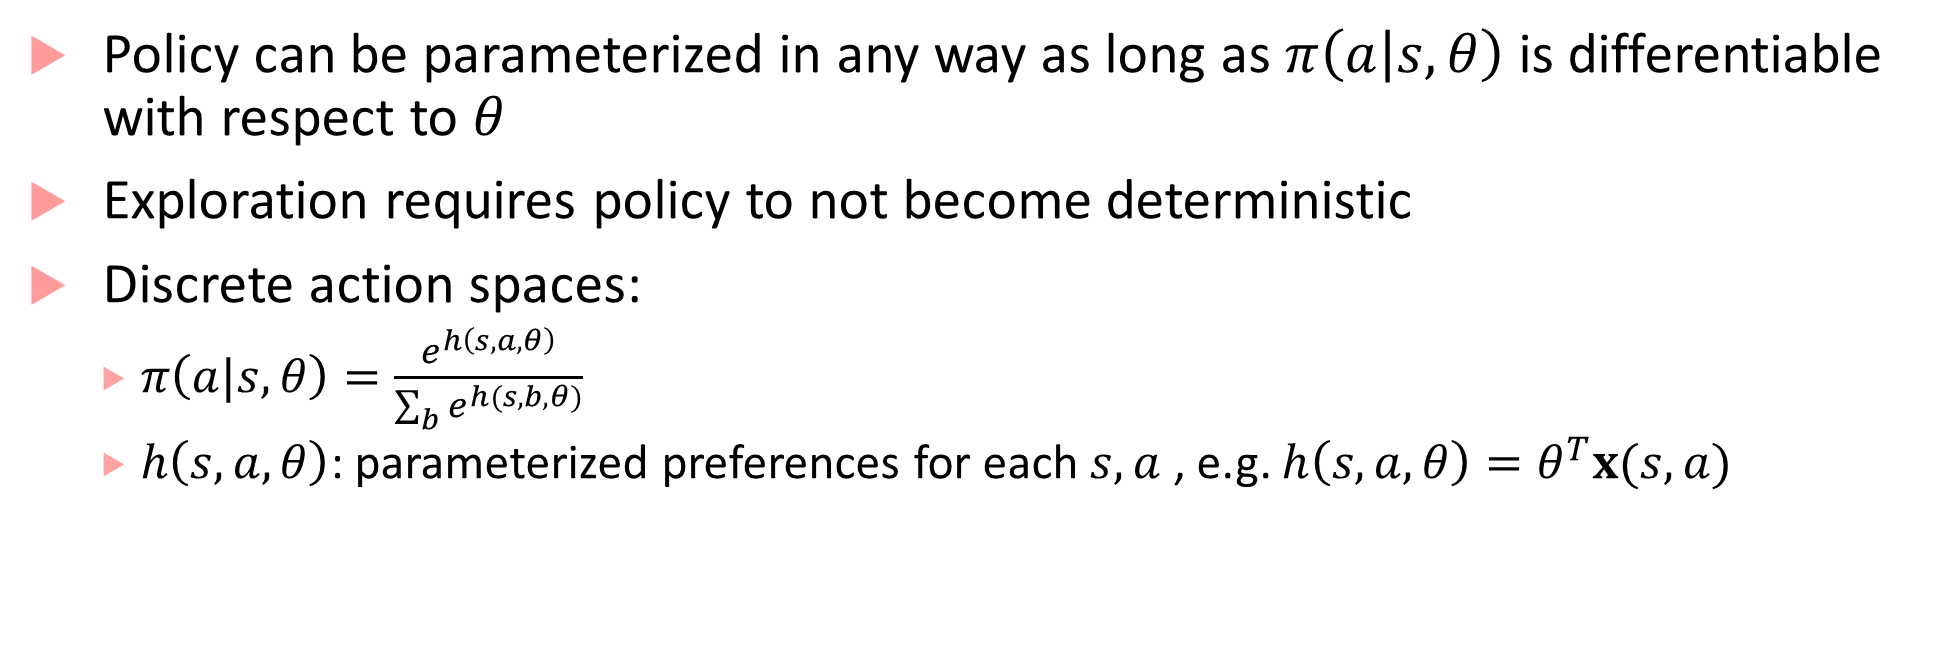 Policy can be parameterized in any way as long as 𝜋(𝑎|𝑠, 𝜃) is differentiable
with respect to 𝜃
Exploration requires policy to not become deterministic
Discrete action spaces:
𝜋(𝑎|𝑠, 𝜃) = 𝑒^{ℎ(𝑠,𝑎,𝜃)} / ∑_𝑏 𝑒^{ℎ(𝑠,𝑏,𝜃)}
ℎ(𝑠, 𝑎, 𝜃): parameterized preferences for each 𝑠, 𝑎 , e.g. ℎ(𝑠, 𝑎, 𝜃) = 𝜃^𝑇 𝐱(𝑠, 𝑎)